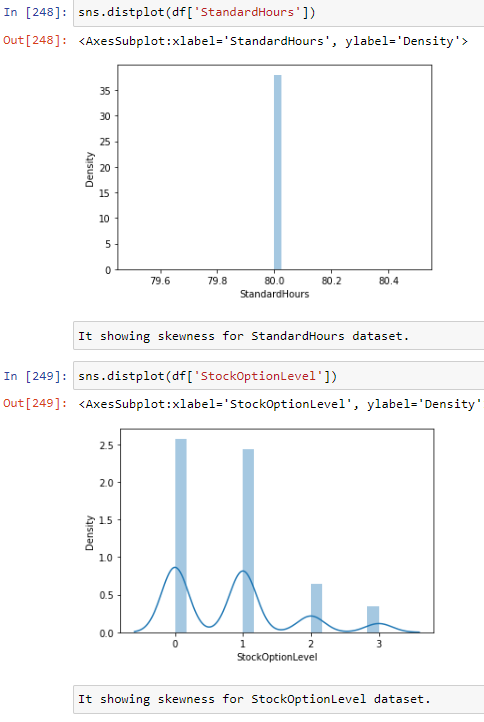 In [248]: sns.distplot(df['StandardHours'])
Out[248]: <AxesSubplot:xlabel='StandardHours', ylabel='Density'>
35
30
25
20
15
10
5
0
Density
79.6 79.8 80.0 80.2 80.4
StandardHours
It showing skewness for StandardHours dataset.
In [249]: sns.distplot(df['StockOptionLevel'])
Out[249]: <AxesSubplot:xlabel='StockOptionLevel', ylabel='Density'
2.5
2.0
1.5
1.0
0.5
0.0
Density
0 1 2 3
StockOptionLevel
It showing skewness for StockOptionLevel dataset.